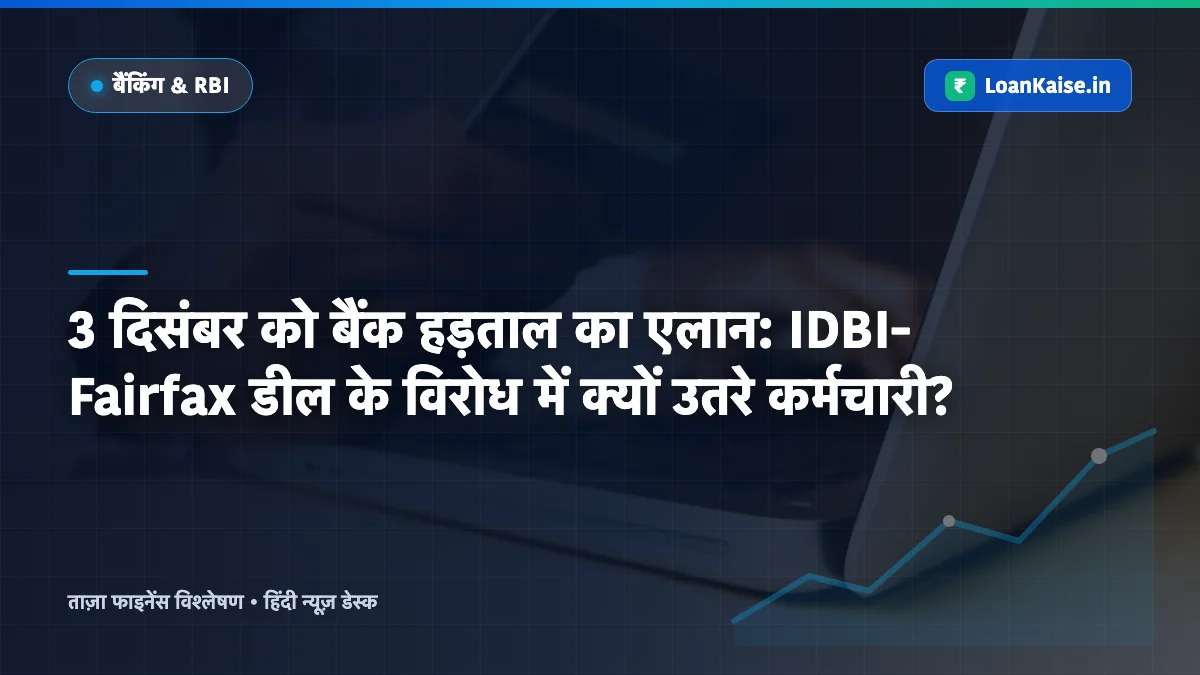 बैंकिंग & RBI
₹ LoanKaise.in
3 दिसंबर को बैंक हड़ताल का एलान: IDBI-
Fairfax डील के विरोध में क्यों उतरे कर्मचारी?
ताज़ा फाइनेंस विश्लेषण • हिंदी न्यूज़ डेस्क